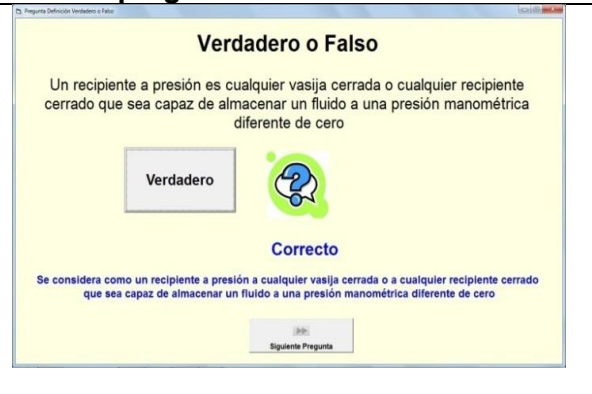 Pregunta Definición Verdadero o Falso
Verdadero o Falso
Un recipiente a presión es cualquier vasija cerrada o cualquier recipiente
cerrado que sea capaz de almacenar un fluido a una presión manométrica
diferente de cero
Verdadero
Correcto
Se considera como un recipiente a presión a cualquier vasija cerrada o a cualquier recipiente cerrado
que sea capaz de almacenar un fluido a una presión manométrica diferente de cero
Siguiente Pregunta